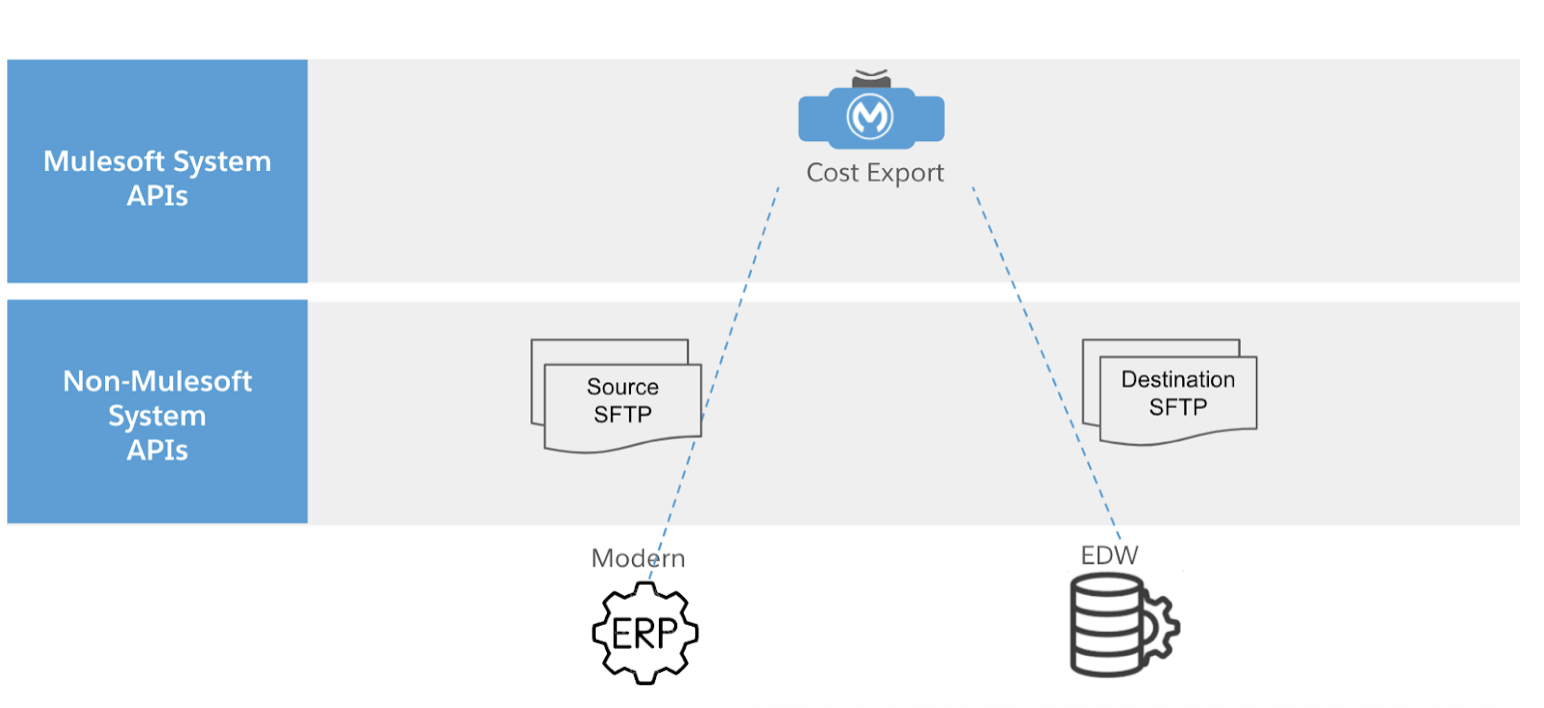 Mulesoft System
APIs
Cost Export
Non-Mulesoft
System
APIs
Source
SFTP
Destination
SFTP
Modern
ERP
EDW